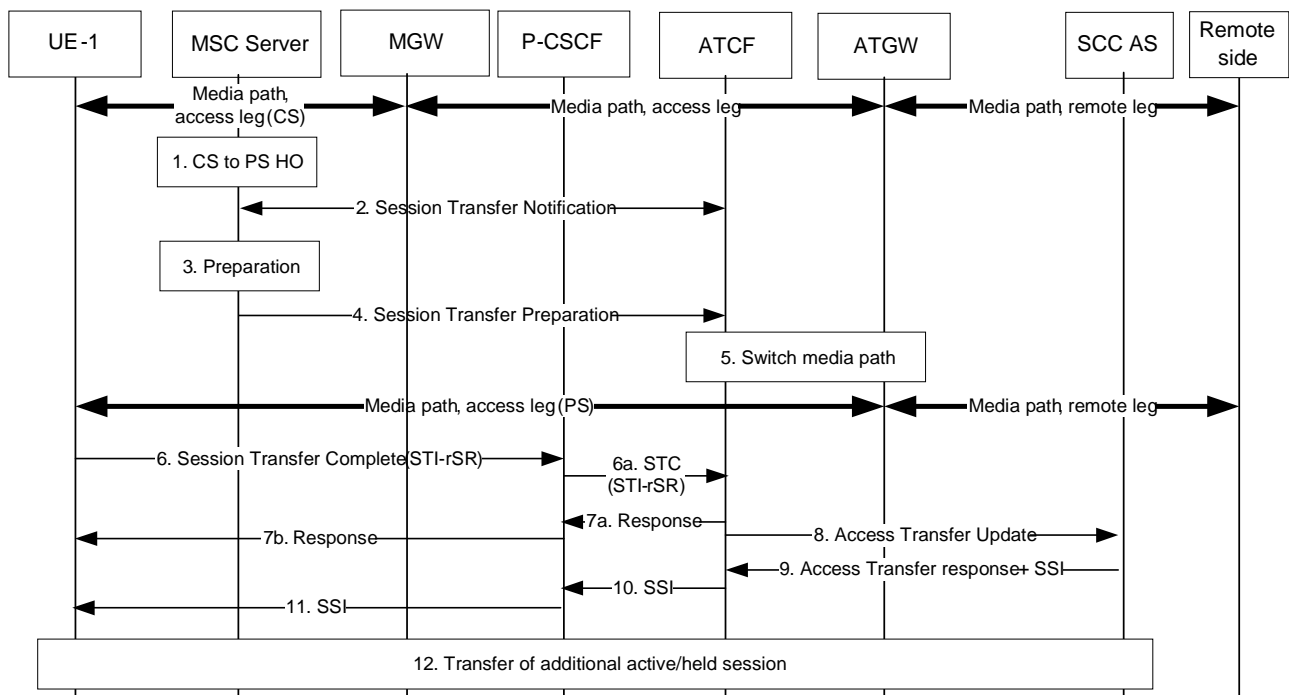 UE-1
MSC Server
MGW
P-CSCF
ATCF
ATGW
SCC AS
Remote
side
Media path,
access leg (CS)
Media path, access leg
Media path, remote leg
1. CS to PS HO
2. Session Transfer Notification
3. Preparation
4. Session Transfer Preparation
5. Switch media path
Media path, access leg (PS)
Media path, remote leg
6. Session Transfer Complete(STI-rSR)
6a. STC
(STI-rSR)
7a. Response
7b. Response
8. Access Transfer Update
9. Access Transfer response+ SSI
10. SSI
11. SSI
12. Transfer of additional active/held session